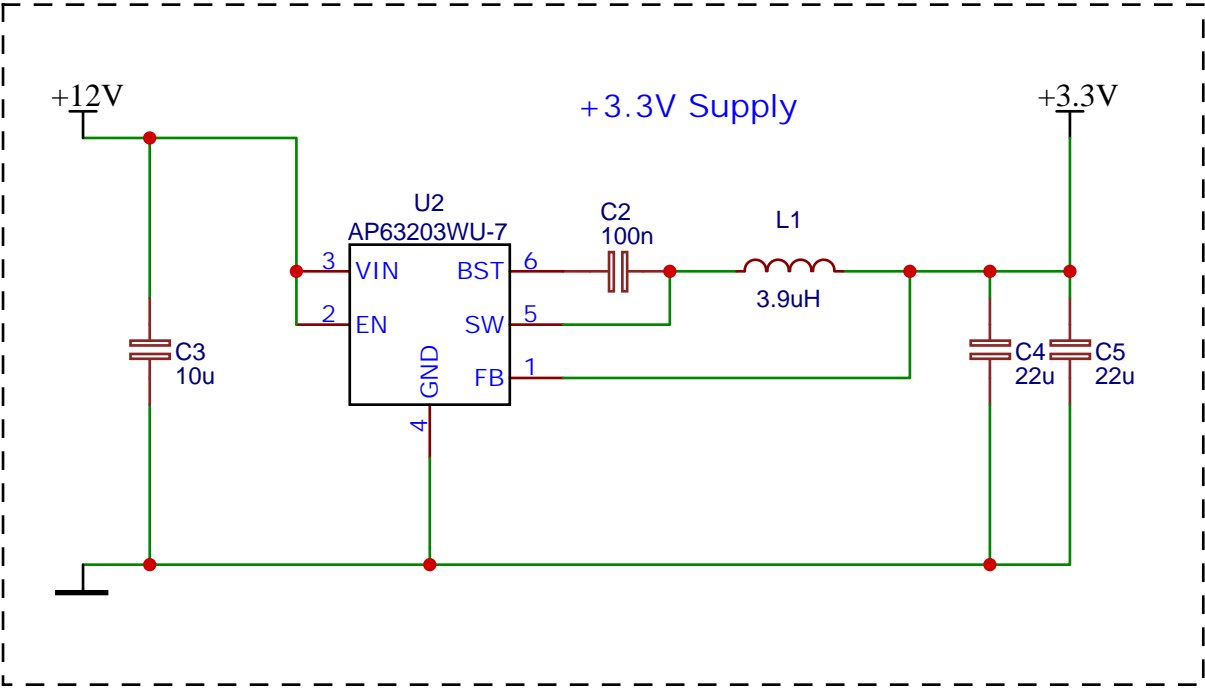 +3.3V Supply
+12V
+3.3V
U2
AP63203WU-7
C2
100n
L1
3.9uH
3
VIN
BST
6
2
EN
SW
5
GND
FB
1
4
C3
10u
C4
22u
C5
22u